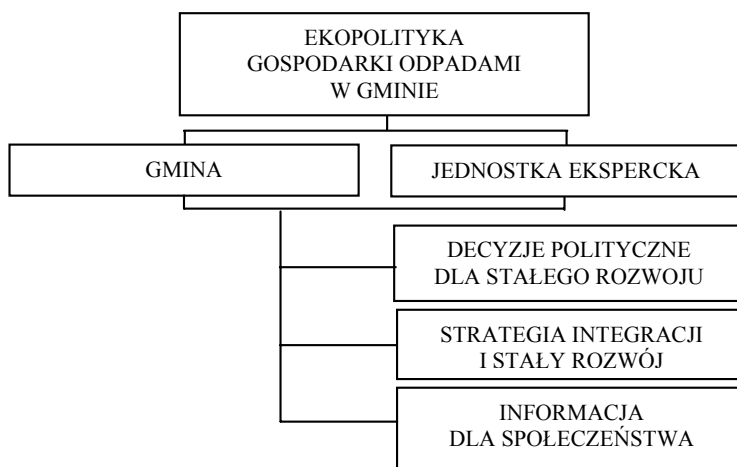 EKOPOLITYKA
GOSPODARKI ODPADAMI
W GMINIE
GMINA
JEDNOSTKA EKSPERCKA
DECYZJE POLITYCZNE
DLA STAŁEGO ROZWOJU
STRATEGIA INTEGRACJI
I STAŁY ROZWÓJ
INFORMACJA
DLA SPOŁECZEŃSTWA